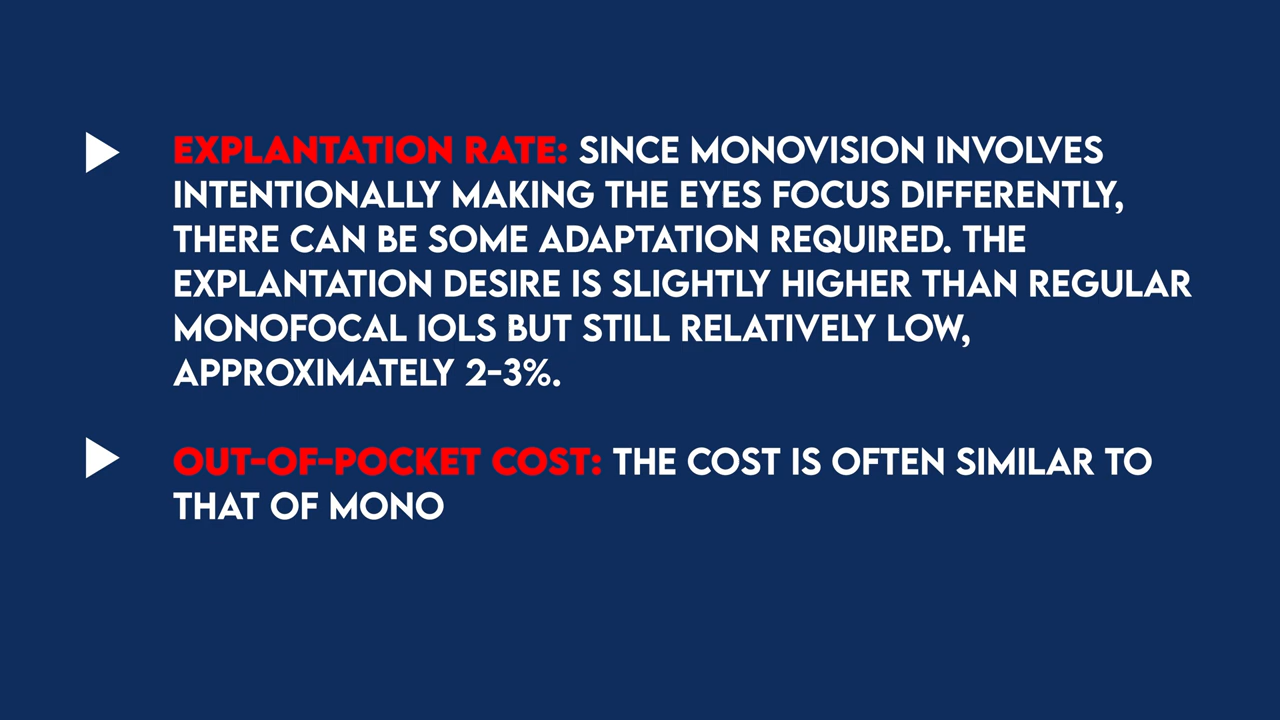 EXPLANTATION RATE: SINCE MONOVISION INVOLVES
INTENTIONALLY MAKING THE EYES FOCUS DIFFERENTLY,
THERE CAN BE SOME ADAPTATION REQUIRED. THE
EXPLANTATION DESIRE IS SLIGHTLY HIGHER THAN REGULAR
MONOFOCAL IOLS BUT STILL RELATIVELY LOW,
APPROXIMATELY 2-3%.
OUT-OF-POCKET COST: THE COST IS OFTEN SIMILAR TO
THAT OF MONO